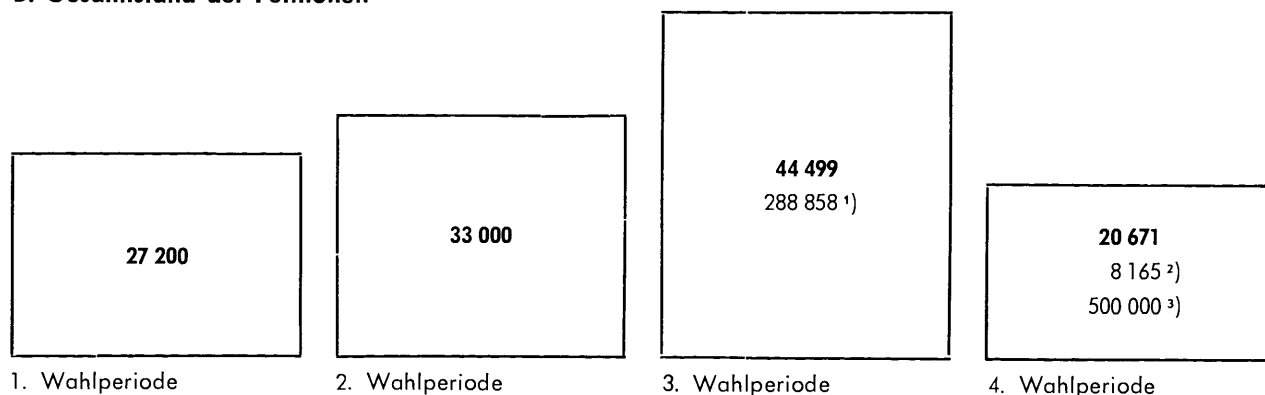 27 200
33 000
44 499
288 858 ¹)
20 671
8 165 ²)
500 000 ³)
1. Wahlperiode
2. Wahlperiode
3. Wahlperiode
4. Wahlperiode